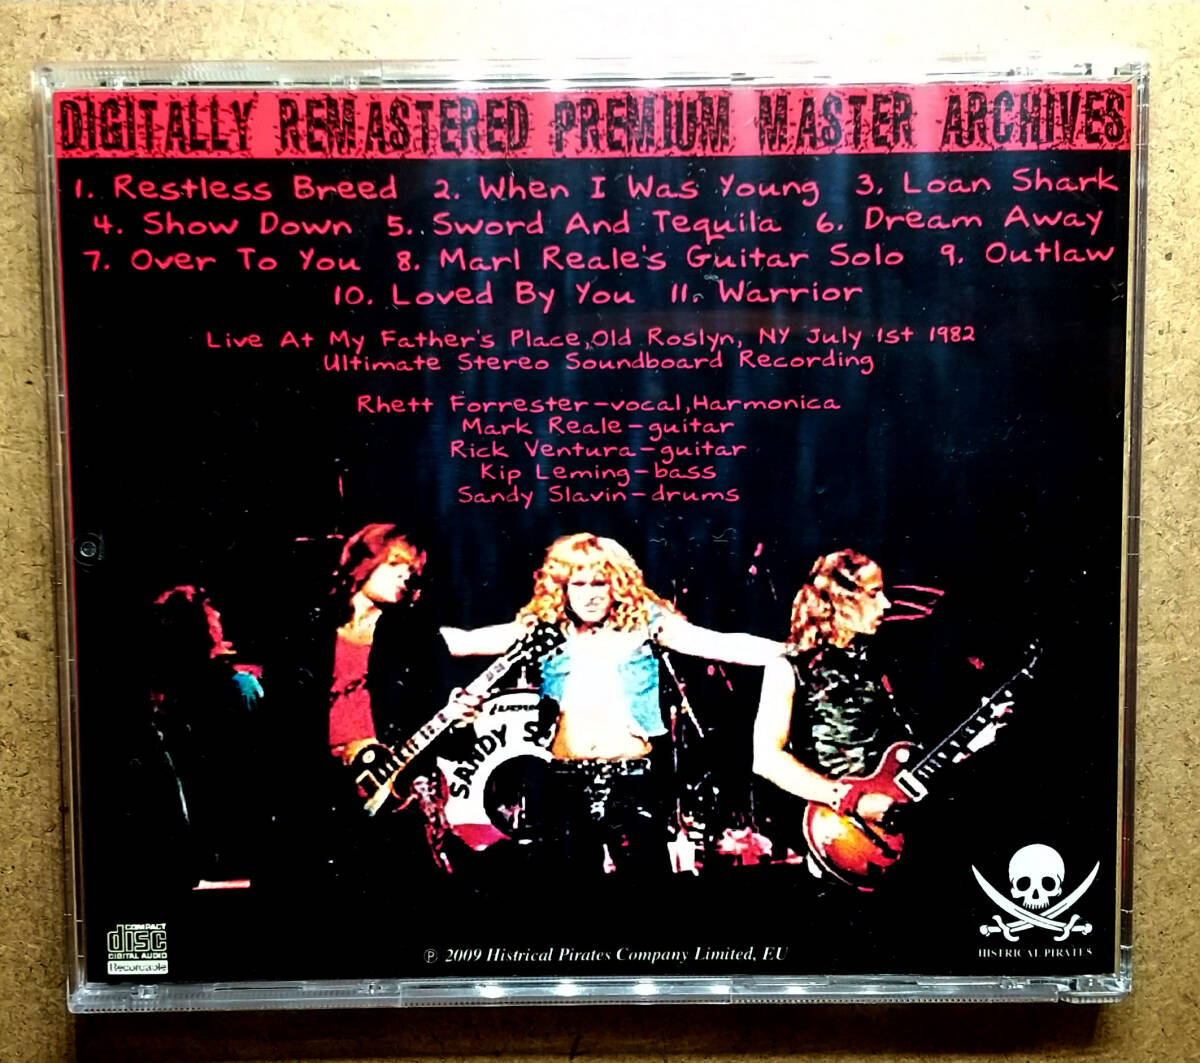 DIGITALLY REMASTERED PREMIUM MASTER ARCHIVES
1. Restless Breed 2. When I Was Young 3. Loan Shark
4. Show Down 5. Sword And Tequila 6. Dream Away
7. Over To You 8. Marl Reale's Guitar Solo 9. Outlaw
10. Loved By You 11. Warrior
Live At My Father's Place,Old Roslyn, NY July 1st 1982
Ultimate Stereo Soundboard Recording
Rhett Forrester-vocal,Harmonica
Mark Reale-guitar
Rick Ventura-guitar
Kip Leming-bass
Sandy Slavin-drums
SANDY S
COMPACT
disc
DIGITAL AUDIO
Recordable
℗ 2009 Histrical Pirates Company Limited, EU
HISTRICAL PIRATES